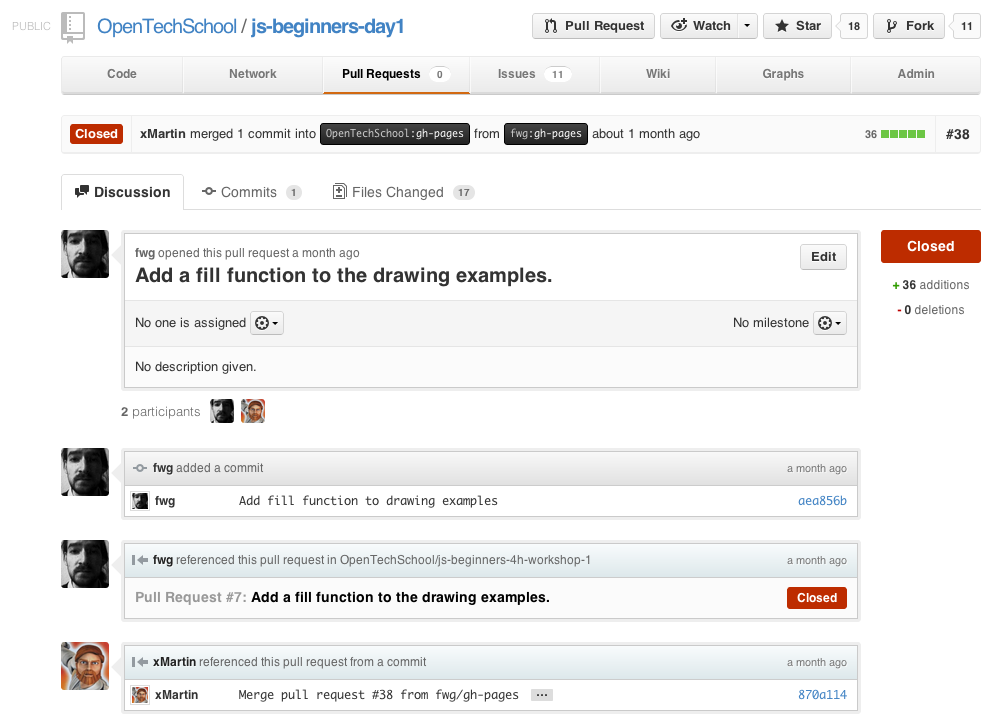 PUBLIC OpenTechSchool / js-beginners-day1 Pull Request Watch Star 18 Fork 11
Code Network Pull Requests 0 Issues 11 Wiki Graphs Admin
Closed xMartin merged 1 commit into OpenTechSchool:gh-pages from fwg:gh-pages about 1 month ago 36 #38
Discussion Commits 1 Files Changed 17
fwg opened this pull request a month ago
Add a fill function to the drawing examples.
Edit
Closed
+ 36 additions
- 0 deletions
No one is assigned No milestone
No description given.
2 participants
fwg added a commit a month ago
fwg Add fill function to drawing examples aea856b
fwg referenced this pull request in OpenTechSchool/js-beginners-4h-workshop-1 a month ago
Pull Request #7: Add a fill function to the drawing examples. Closed
xMartin referenced this pull request from a commit a month ago
xMartin Merge pull request #38 from fwg/gh-pages ... 870a114